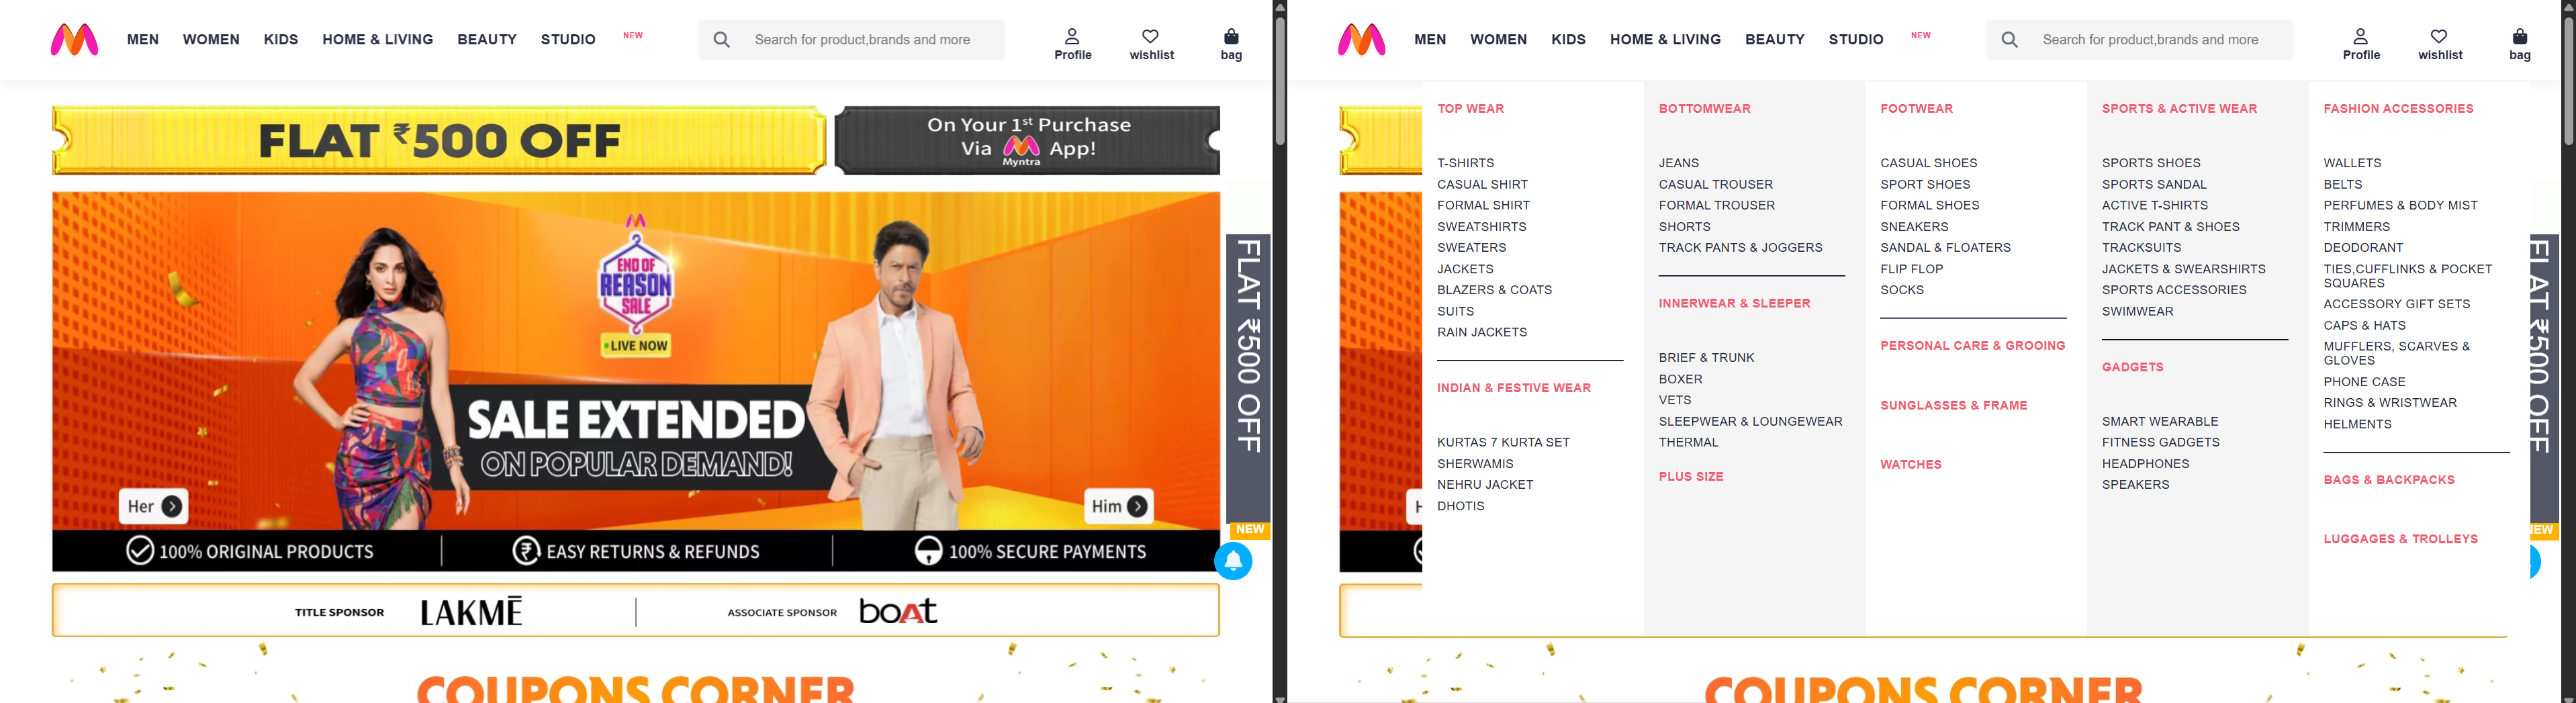 MEN WOMEN KIDS HOME & LIVING BEAUTY STUDIO NEW
Search for product,brands and more
Profile wishlist bag
FLAT ₹500 OFF
On Your 1st Purchase
Via Myntra App!
END OF
REASON
SALE
LIVE NOW
SALE EXTENDED
ON POPULAR DEMAND!
Her
Him
100% ORIGINAL PRODUCTS
EASY RETURNS & REFUNDS
100% SECURE PAYMENTS
FLAT ₹500 OFF
NEW
TITLE SPONSOR LAKMĒ
ASSOCIATE SPONSOR boAt
COUPONS CORNER
MEN WOMEN KIDS HOME & LIVING BEAUTY STUDIO NEW
Search for product,brands and more
Profile wishlist bag
TOP WEAR
T-SHIRTS
CASUAL SHIRT
FORMAL SHIRT
SWEATSHIRTS
SWEATERS
JACKETS
BLAZERS & COATS
SUITS
RAIN JACKETS
INDIAN & FESTIVE WEAR
KURTAS 7 KURTA SET
SHERWAMIS
NEHRU JACKET
DHOTIS
BOTTOMWEAR
JEANS
CASUAL TROUSER
FORMAL TROUSER
SHORTS
TRACK PANTS & JOGGERS
INNERWEAR & SLEEPER
BRIEF & TRUNK
BOXER
VETS
SLEEPWEAR & LOUNGEWEAR
THERMAL
PLUS SIZE
FOOTWEAR
CASUAL SHOES
SPORT SHOES
FORMAL SHOES
SNEAKERS
SANDAL & FLOATERS
FLIP FLOP
SOCKS
PERSONAL CARE & GROOING
SUNGLASSES & FRAME
WATCHES
SPORTS & ACTIVE WEAR
SPORTS SHOES
SPORTS SANDAL
ACTIVE T-SHIRTS
TRACK PANT & SHOES
TRACKSUITS
JACKETS & SWEARSHIRTS
SPORTS ACCESSORIES
SWIMWEAR
GADGETS
SMART WEARABLE
FITNESS GADGETS
HEADPHONES
SPEAKERS
FASHION ACCESSORIES
WALLETS
BELTS
PERFUMES & BODY MIST
TRIMMERS
DEODORANT
TIES,CUFFLINKS & POCKET
SQUARES
ACCESSORY GIFT SETS
CAPS & HATS
MUFFLERS, SCARVES &
GLOVES
PHONE CASE
RINGS & WRISTWEAR
HELMENTS
BAGS & BACKPACKS
LUGGAGES & TROLLEYS
FLAT ₹500 OFF
NEW
COUPONS CORNER